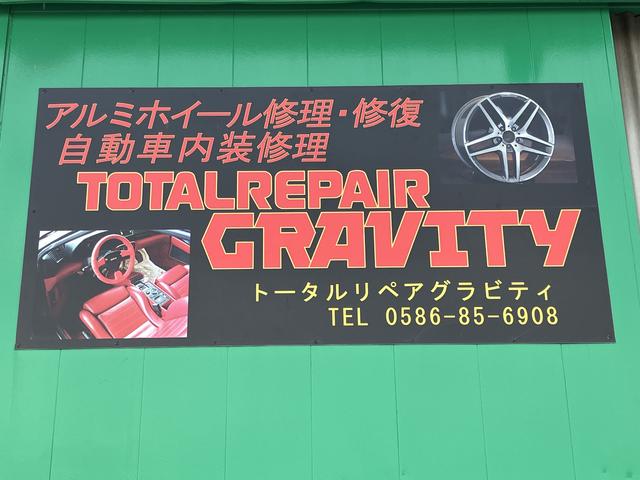 アルミホイール修理・修復
自動車内装修理
TOTALREPAIR
GRAVITY
トータルリペアグラビティ
TEL 0586-85-6908